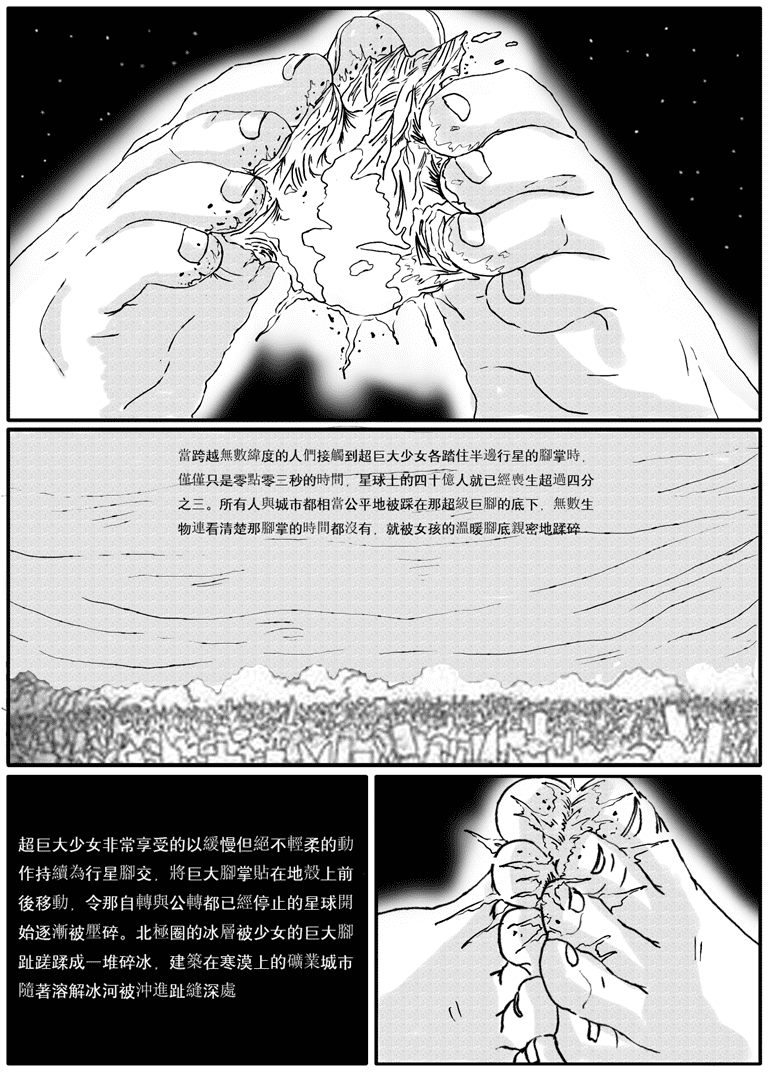 當跨越無數緯度的人們接觸到超巨大少女各踏住半邊行星的腳掌時，
僅僅只是零點零三秒的時間，星球上的四十億人就已經喪生超過四分
之三。所有人與城市都相當公平地被踩在那超級巨腳的底下，無數生
物連看清楚那腳掌的時間都沒有，就被女孩的溫暖腳底親密地蹂碎
超巨大少女非常享受的以緩慢但絕不輕柔的動
作持續為行星腳交，將巨大腳掌貼在地殼上前
後移動，令那自轉與公轉都已經停止的星球開
始逐漸被壓碎。北極圈的冰層被少女的巨大腳
趾蹉蹂成一堆碎冰，建築在寒漠上的礦業城市
隨著溶解冰河被沖進趾縫深處